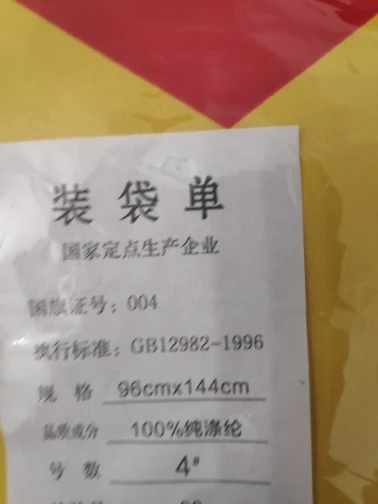 装袋单
国家定点生产企业
国旗证号：004
执行标准：GB12982-1996
规 格 96cmx144cm
品质成分 100%纯涤纶
号 数 4#